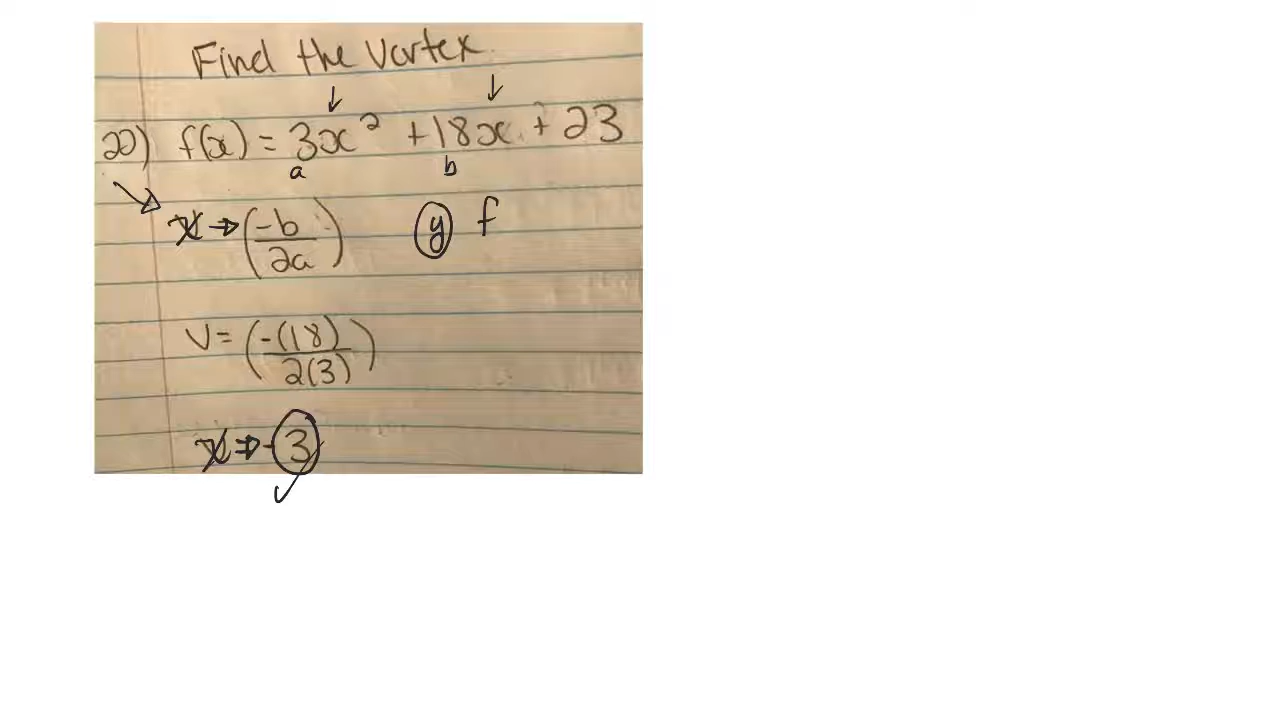 Find the Vertex.
↓ ↓
20) f(x) = 3x² + 18x + 23
a b
x → (-b/2a) y f
V = (-(18)/2(3))
x ⇒ -3 ✓